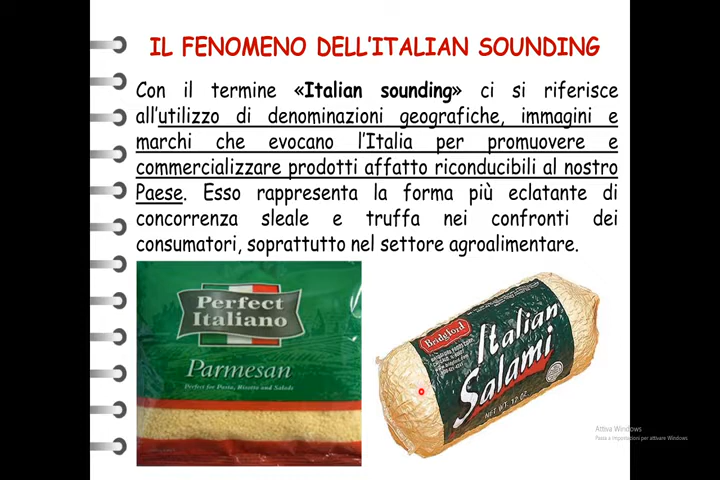 IL FENOMENO DELL'ITALIAN SOUNDING
Con il termine «Italian sounding» ci si riferisce
all'utilizzo di denominazioni geografiche, immagini e
marchi che evocano l'Italia per promuovere e
commercializzare prodotti affatto riconducibili al nostro
Paese. Esso rappresenta la forma più eclatante di
concorrenza sleale e truffa nei confronti dei
consumatori, soprattutto nel settore agroalimentare.
Perfect
Italiano
Parmesan
Perfect for Pasta, Risotto and Salads
Bridgford
Italian
Salami
NET WT. 12 OZ.
Attiva Windows
Passa a Impostazioni per attivare Windows.